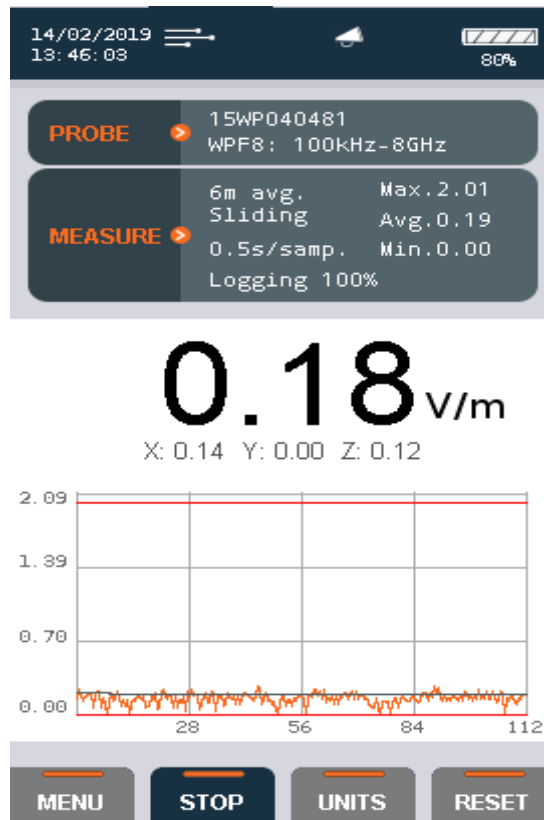 14/02/2019
13:46:03
80%
PROBE
15WP040481
WPF8: 100kHz-8GHz
MEASURE
6m avg. Max.2.01
Sliding Avg.0.19
0.5s/samp. Min.0.00
Logging 100%
0.18 V/m
X: 0.14 Y: 0.00 Z: 0.12
2.09
1.39
0.70
0.00
28 56 84 112
MENU STOP UNITS RESET